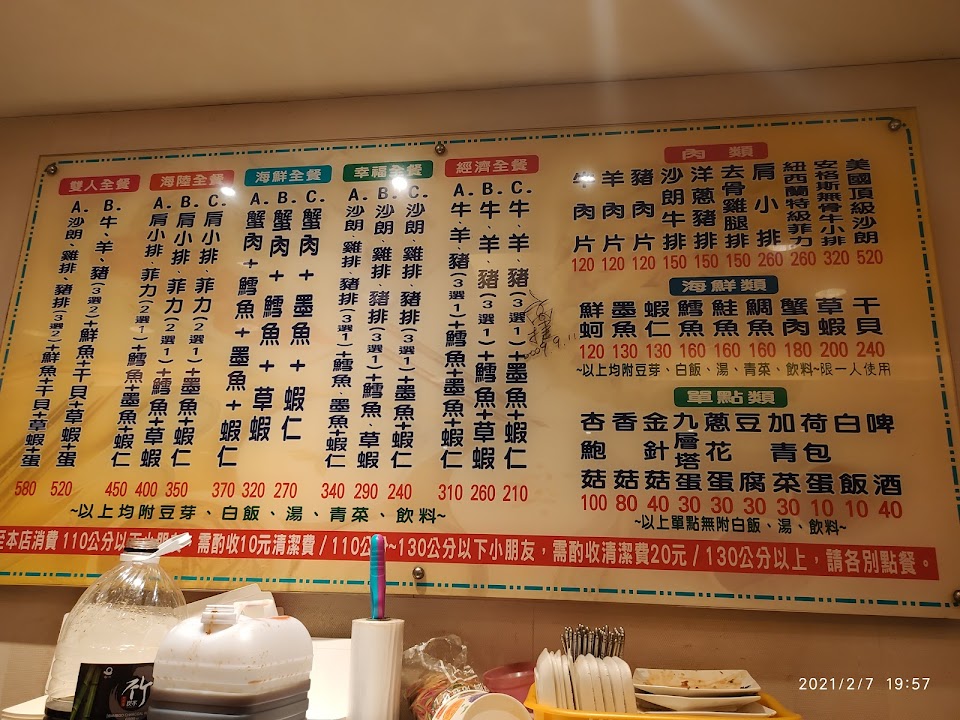 雙人全餐
A. 沙朗、雞排、豬排(3選2)+鮮魚+干貝+草蝦+蛋 580
B. 牛、羊、豬(3選2)+鮮魚+干貝+草蝦+蛋 520
海陸全餐
A. 肩小排、菲力(2選1)+鱈魚+墨魚+蝦仁 450
B. 肩小排、菲力(2選1)+鱈魚+草蝦 400
C. 肩小排、菲力(2選1)+墨魚+蝦仁 350
海鮮全餐
A. 蟹肉+鱈魚+墨魚+蝦仁 370
B. 蟹肉+鱈魚+草蝦 320
C. 蟹肉+墨魚+蝦仁 270
幸福全餐
A. 沙朗、雞排、豬排(3選1)+鱈魚、墨魚+蝦仁 340
B. 沙朗、雞排、豬排(3選1)+鱈魚、草蝦 290
C. 沙朗、雞排、豬排(3選1)+墨魚+蝦仁 240
經濟全餐
A. 牛、羊、豬(3選1)+鱈魚+墨魚+蝦仁 310
B. 牛、羊、豬(3選1)+鱈魚+草蝦 260
C. 牛、羊、豬(3選1)+墨魚+蝦仁 210
~以上均附豆芽、白飯、湯、青菜、飲料~
肉類
牛肉片 120
羊肉片 120
豬肉片 120
沙朗牛排 150
洋蔥豬排 150
去骨雞腿排 150
肩小排 260
紐西蘭特級菲力 260
安格斯無骨牛小排 320
美國頂級沙朗 520
海鮮類
鮮蚵 120
墨魚 130
蝦仁 130
鱈魚 160
鮭魚 160
鯛魚 160
蟹肉 180
草蝦 200
干貝 240
~以上均附豆芽、白飯、湯、青菜、飲料~限一人使用
單點類
杏鮑菇 100
香菇 80
金針菇 40
九層塔蛋 30
蔥花蛋 30
豆腐 30
加青菜 30
荷包蛋 10
白飯 10
啤酒 40
~以上單點無附白飯、湯、飲料~
至本店消費110公分以下小朋友，需酌收10元清潔費/110公分~130公分以下小朋友，需酌收清潔費20元/130公分以上，請各別點餐。
竹
2021/2/7 19:57